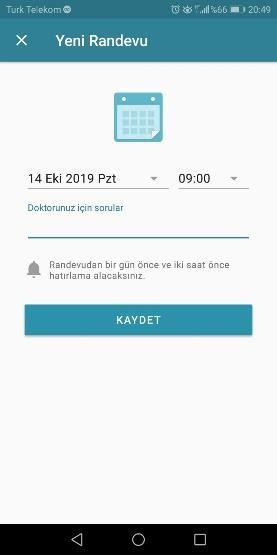 Turk Telekom %66 20:49
Yeni Randevu
14 Eki 2019 Pzt 09:00
Doktorunuz için sorular
Randevudan bir gün önce ve iki saat önce
hatırlama alacaksınız.
KAYDET